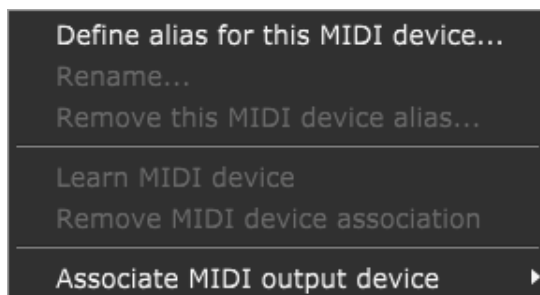 Define alias for this MIDI device...
Rename...
Remove this MIDI device alias...
Learn MIDI device
Remove MIDI device association
Associate MIDI output device